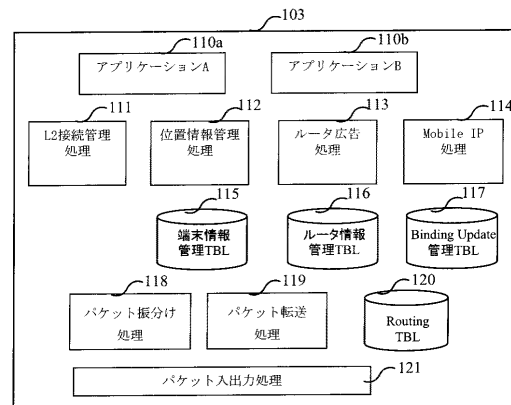 103
110a
110b
アプリケーションA
アプリケーションB
111
112
113
114
L2接続管理
処理
位置情報管理
処理
ルータ広告
処理
Mobile IP
処理
115
116
117
端末情報
管理TBL
ルータ情報
管理TBL
Binding Update
管理TBL
118
119
120
パケット振分け
処理
パケット転送
処理
Routing
TBL
パケット入出力処理
121